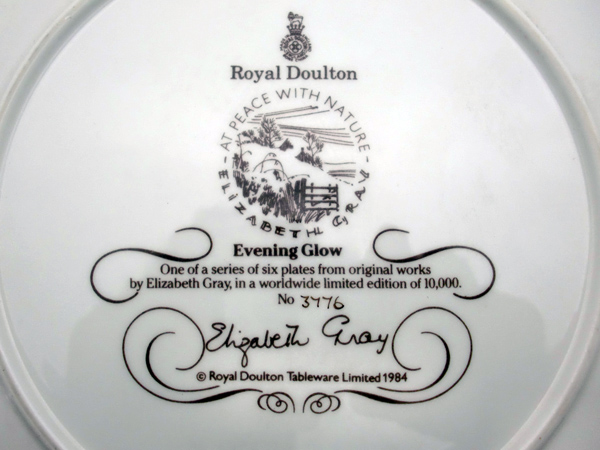 Royal Doulton
- AT PEACE WITH NATURE -
ELIZABETH GRAY
Evening Glow
One of a series of six plates from original works
by Elizabeth Gray, in a worldwide limited edition of 10,000.
No 3776
Elizabeth Gray
© Royal Doulton Tableware Limited 1984